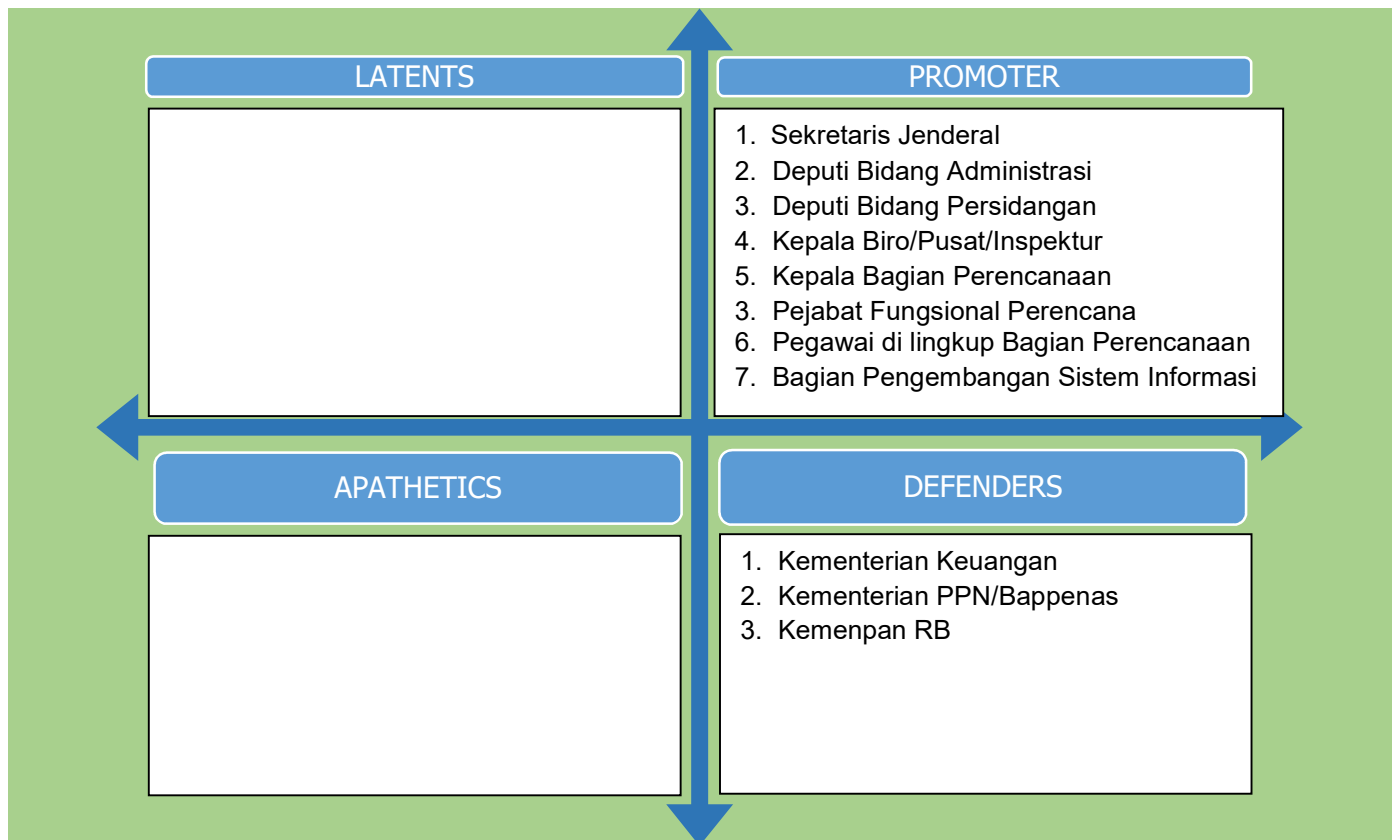 LATENTS
PROMOTER
1. Sekretaris Jenderal
2. Deputi Bidang Administrasi
3. Deputi Bidang Persidangan
4. Kepala Biro/Pusat/Inspektur
5. Kepala Bagian Perencanaan
3. Pejabat Fungsional Perencana
6. Pegawai di lingkup Bagian Perencanaan
7. Bagian Pengembangan Sistem Informasi
APATHETICS
DEFENDERS
1. Kementerian Keuangan
2. Kementerian PPN/Bappenas
3. Kemenpan RB